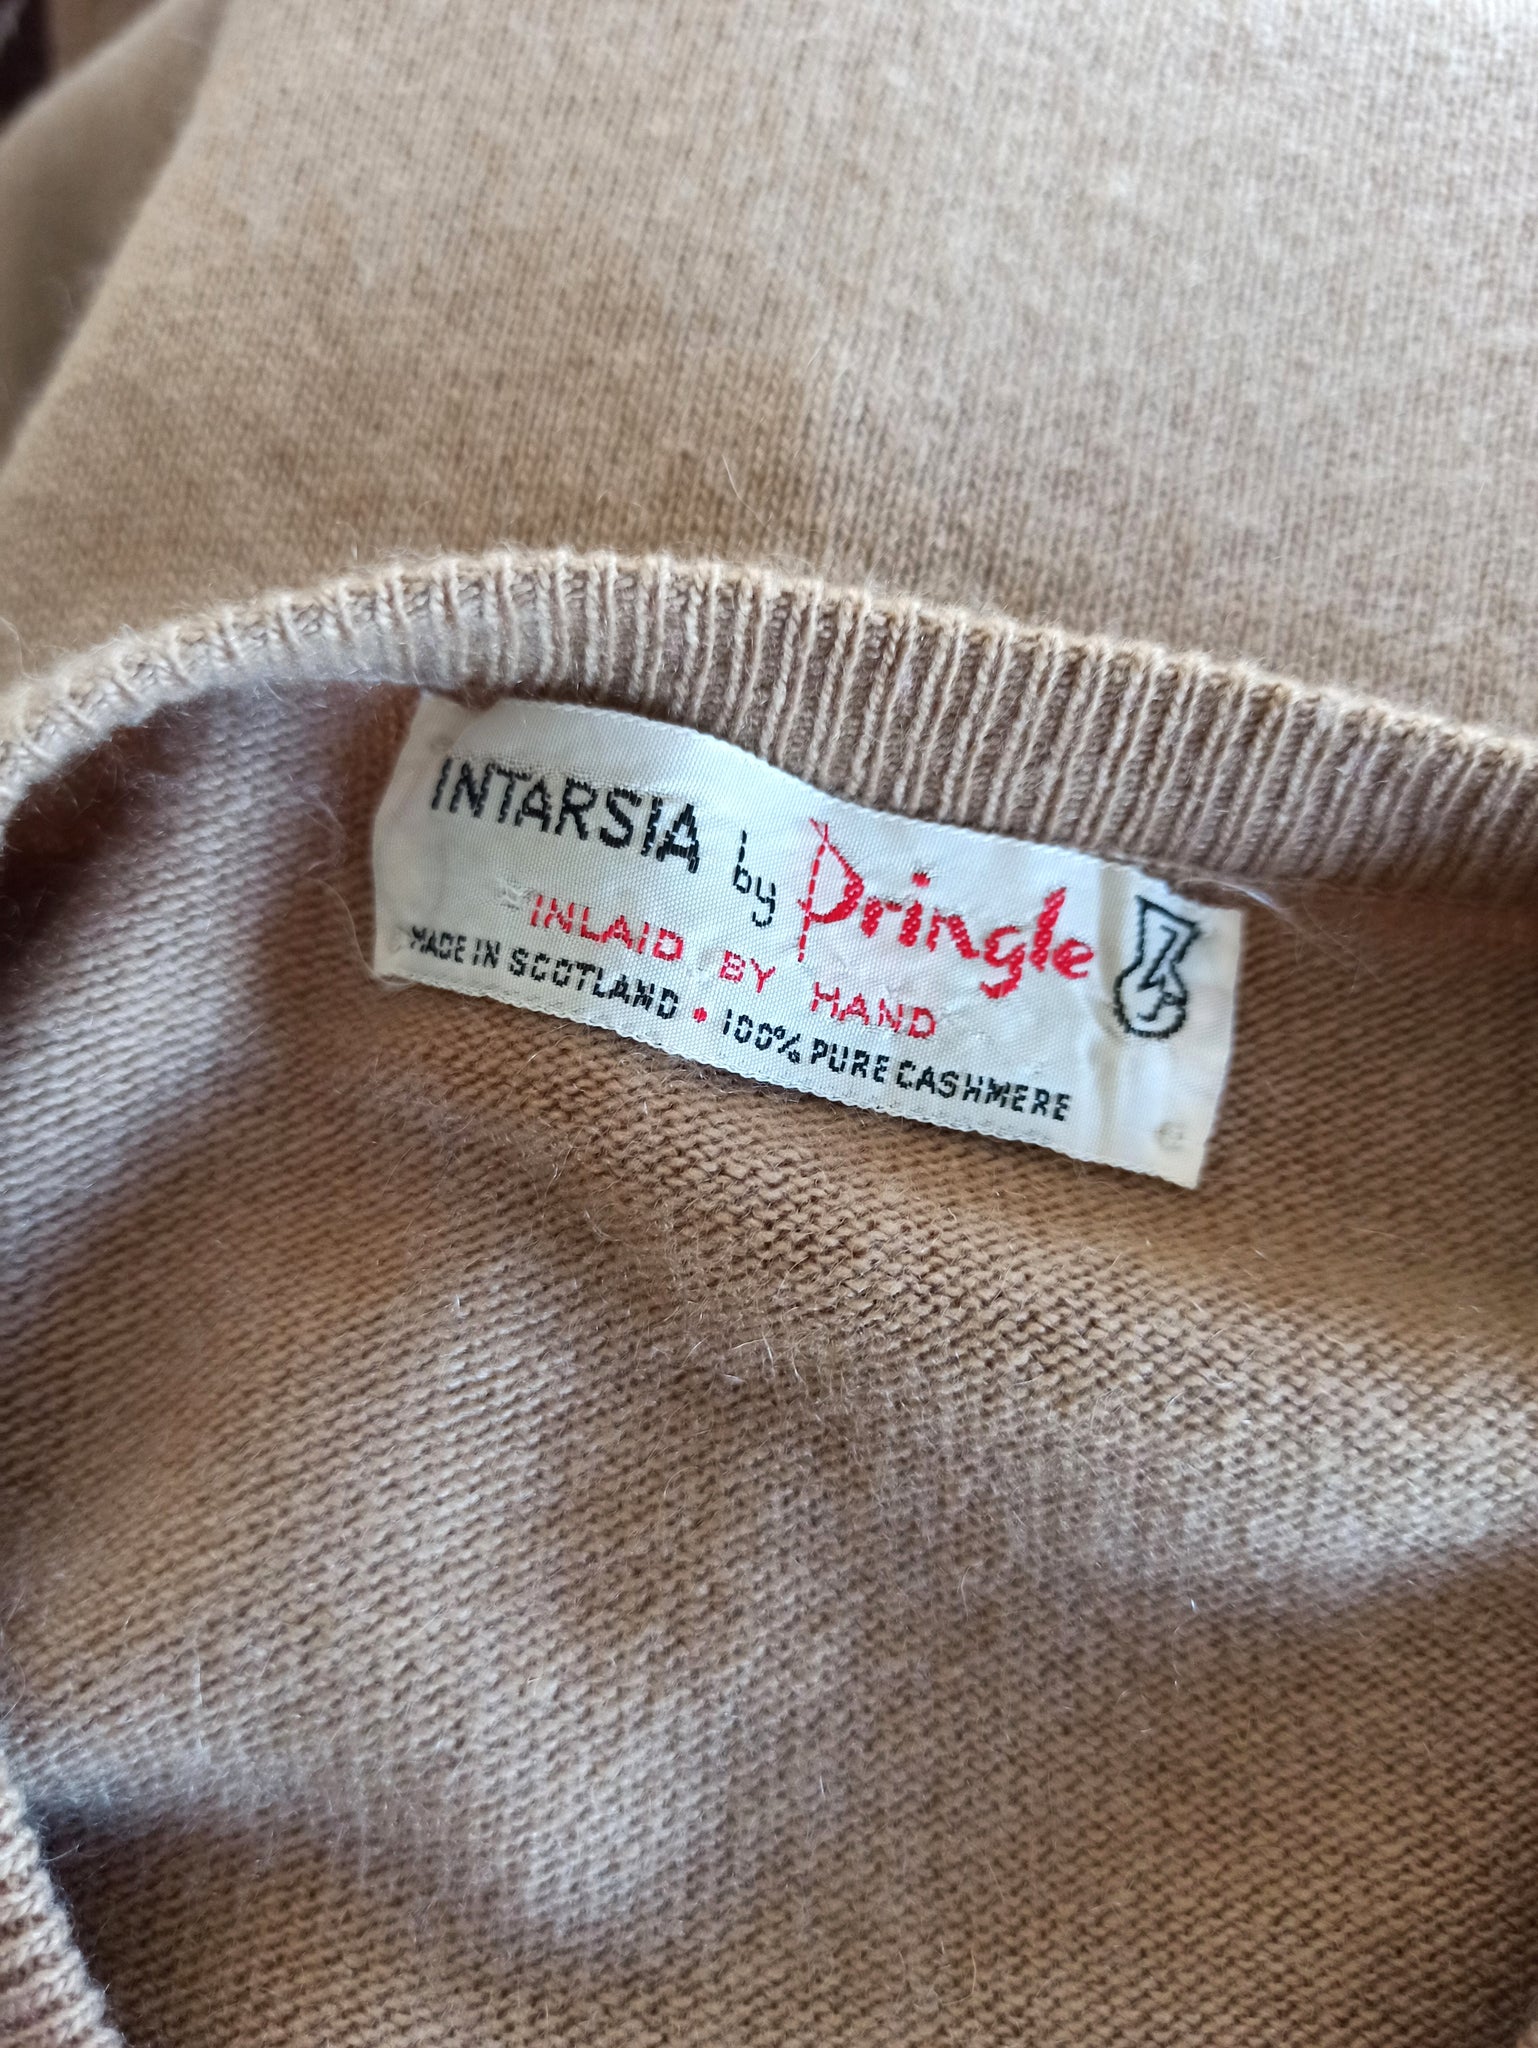 INTARSIA by Pringle
INLAID BY HAND
MADE IN SCOTLAND • 100% PURE CASHMERE